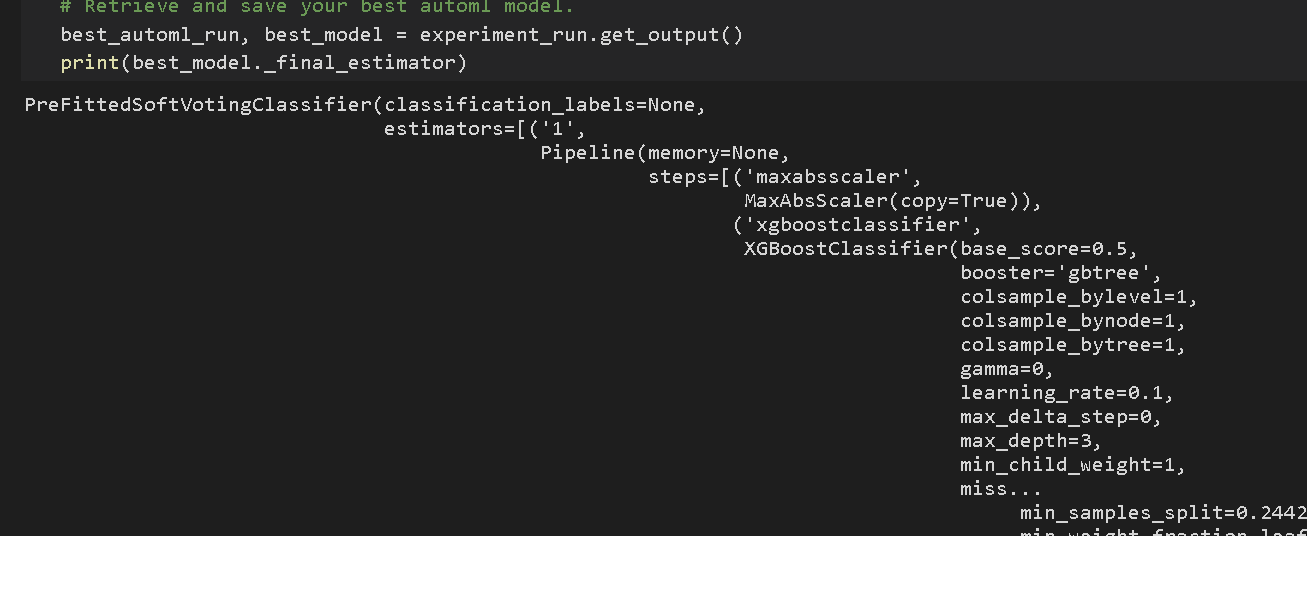 # Retrieve and save your best automl model.
best_automl_run, best_model = experiment_run.get_output()
print(best_model._final_estimator)
PreFittedSoftVotingClassifier(classification_labels=None,
estimators=[('1',
Pipeline(memory=None,
steps=[('maxabsscaler',
MaxAbsScaler(copy=True)),
('xgboostclassifier',
XGBoostClassifier(base_score=0.5,
booster='gbtree',
colsample_bylevel=1,
colsample_bynode=1,
colsample_bytree=1,
gamma=0,
learning_rate=0.1,
max_delta_step=0,
max_depth=3,
min_child_weight=1,
miss...
min_samples_split=0.2442
min_weight_fraction_leaf